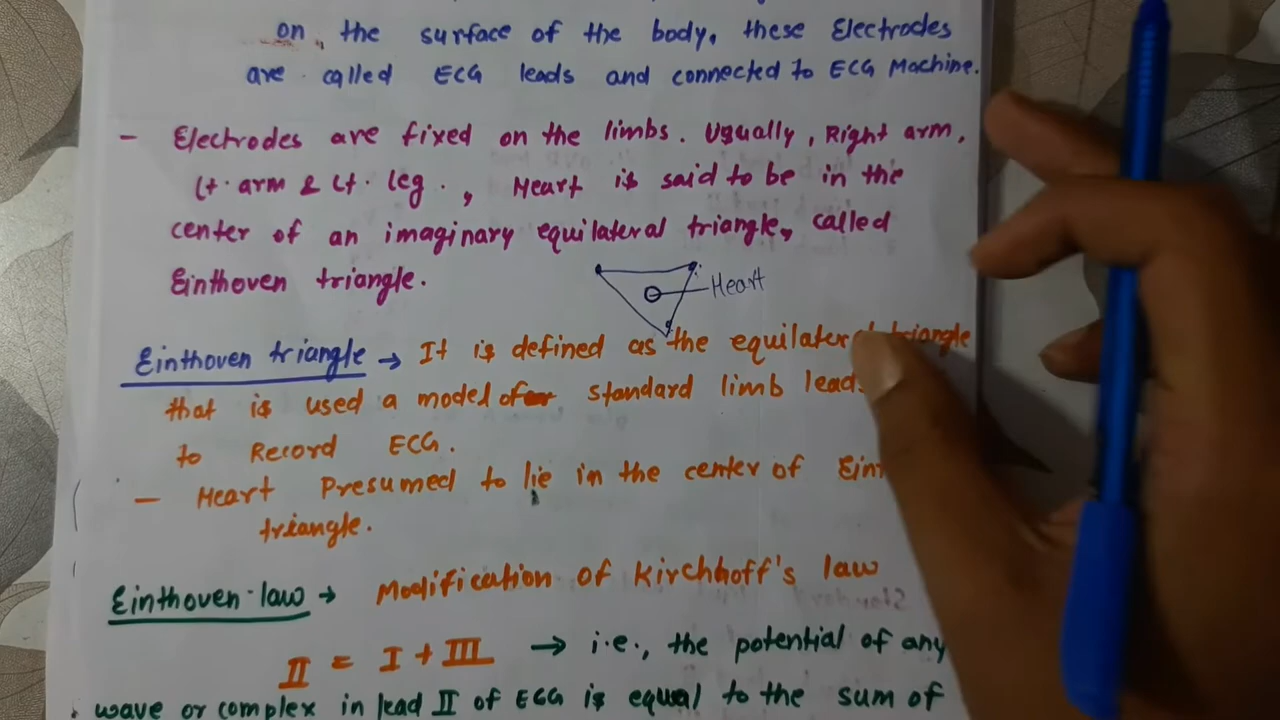 on, the surface of the body, these Electrodes
are called ECG leads and connected to ECG Machine.
- Electrodes are fixed on the limbs. Usually, Right arm,
Lt. arm & Lt. leg., Heart is said to be in the
center of an imaginary equilateral triangle, called
Einthoven triangle.
Heart
Einthoven triangle → It is defined as the equilateral triangle
that is used a model of standard limb leads
to Record ECG.
- Heart Presumed to lie in the center of
triangle.
Einthoven law → Modification of Kirchhoff's law
II = I + III → i.e., the potential of any
wave or complex in lead II of ECG is equal to the sum of